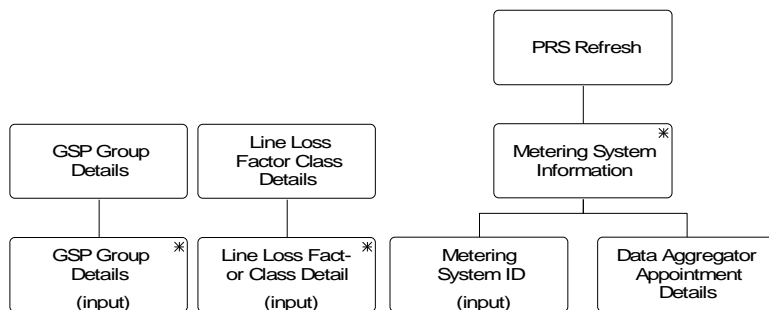 PRS Refresh
GSP Group
Details
Line Loss
Factor Class
Details
Metering System
Information
*
GSP Group
Details
(input)
*
Line Loss Fact-
or Class Detail
(input)
*
Metering
System ID
(input)
Data Aggregator
Appointment
Details